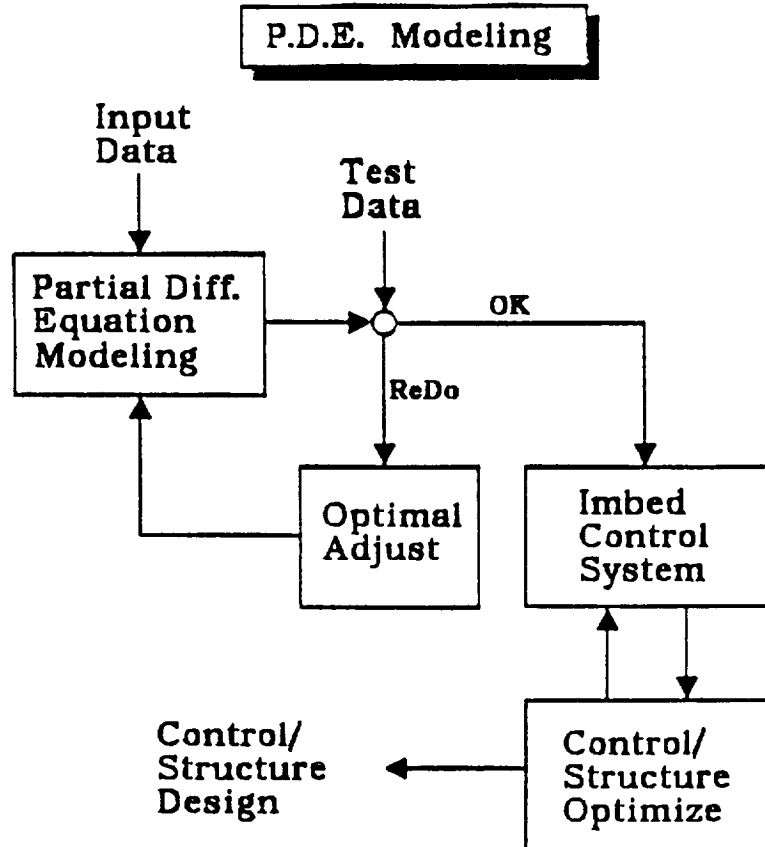 P.D.E. Modeling
Input
Data
Test
Data
Partial Diff.
Equation
Modeling
OK
ReDo
Optimal
Adjust
Imbed
Control
System
Control/
Structure
Design
Control/
Structure
Optimize